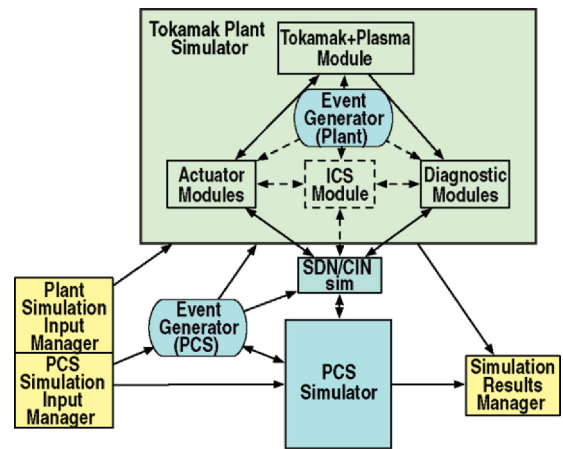 Tokamak Plant
Simulator
Tokamak+Plasma
Module
Event
Generator
(Plant)
Actuator
Modules
ICS
Module
Diagnostic
Modules
SDN/CIN
sim
Plant
Simulation
Input
Manager
Event
Generator
(PCS)
PCS
Simulation
Input
Manager
PCS
Simulator
Simulation
Results
Manager